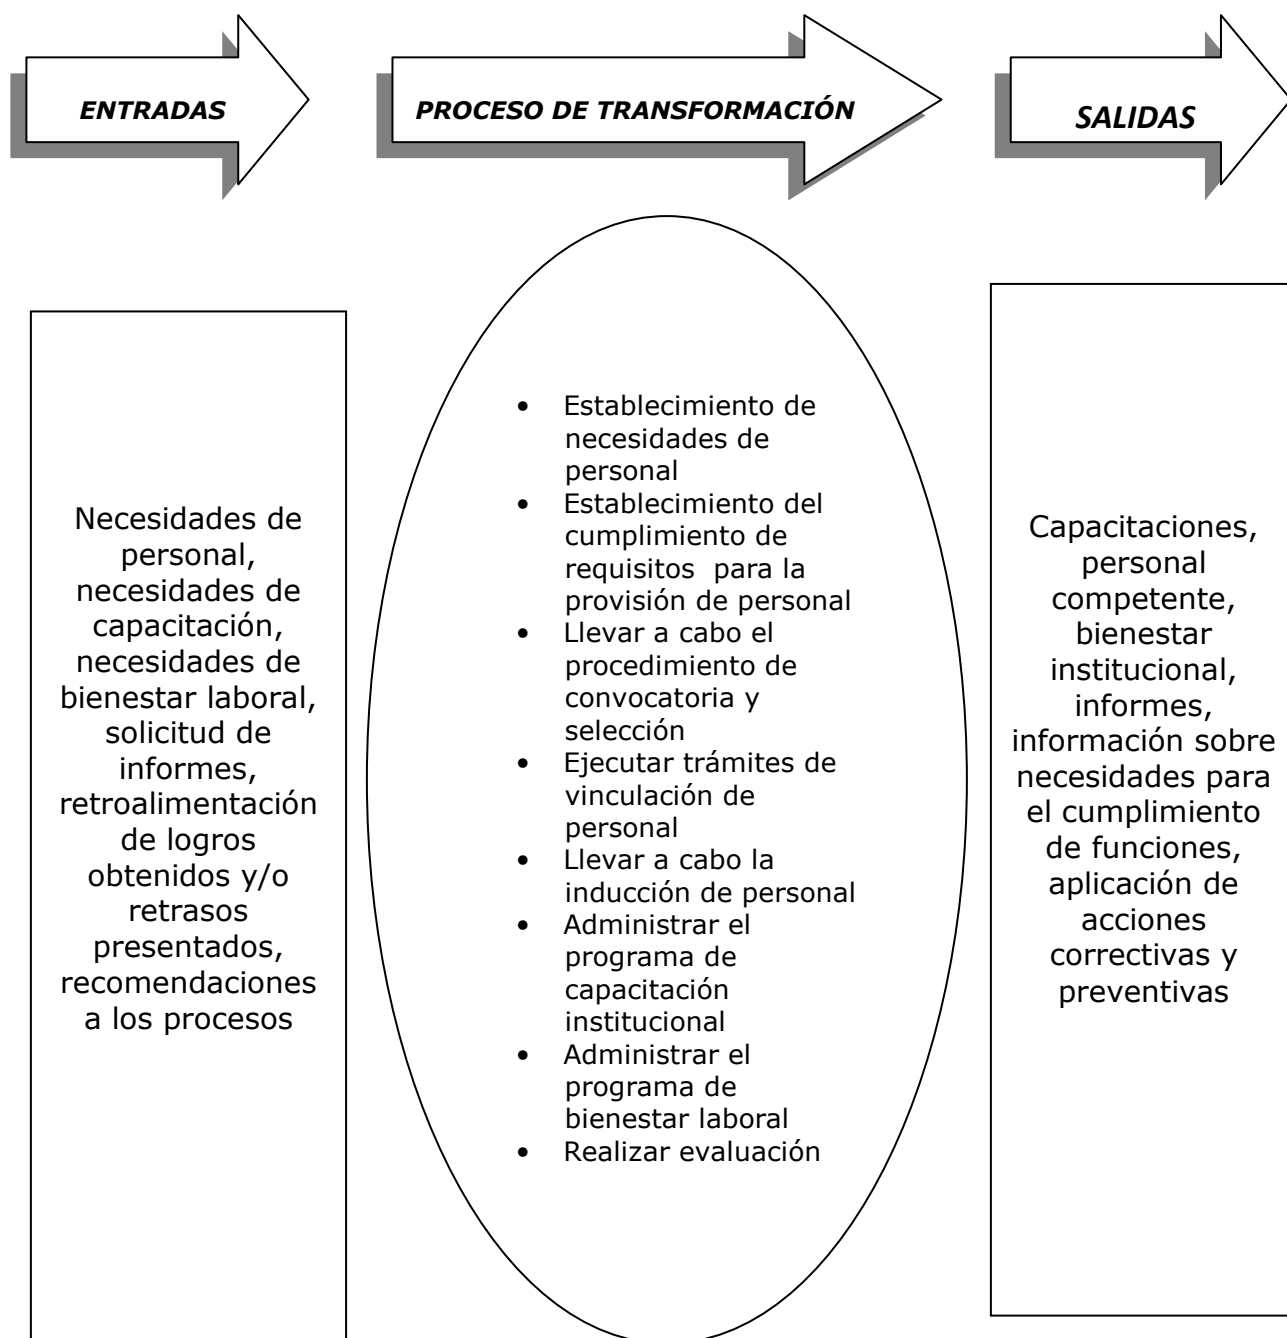 ENTRADAS
PROCESO DE TRANSFORMACIÓN
SALIDAS
Necesidades de
personal,
necesidades de
capacitación,
necesidades de
bienestar laboral,
solicitud de
informes,
retroalimentación
de logros
obtenidos y/o
retrasos
presentados,
recomendaciones
a los procesos
• Establecimiento de
necesidades de
personal
• Establecimiento del
cumplimiento de
requisitos para la
provisión de personal
• Llevar a cabo el
procedimiento de
convocatoria y
selección
• Ejecutar trámites de
vinculación de
personal
• Llevar a cabo la
inducción de personal
• Administrar el
programa de
capacitación
institucional
• Administrar el
programa de
bienestar laboral
• Realizar evaluación
Capacitaciones,
personal
competente,
bienestar
institucional,
informes,
información sobre
necesidades para
el cumplimiento
de funciones,
aplicación de
acciones
correctivas y
preventivas